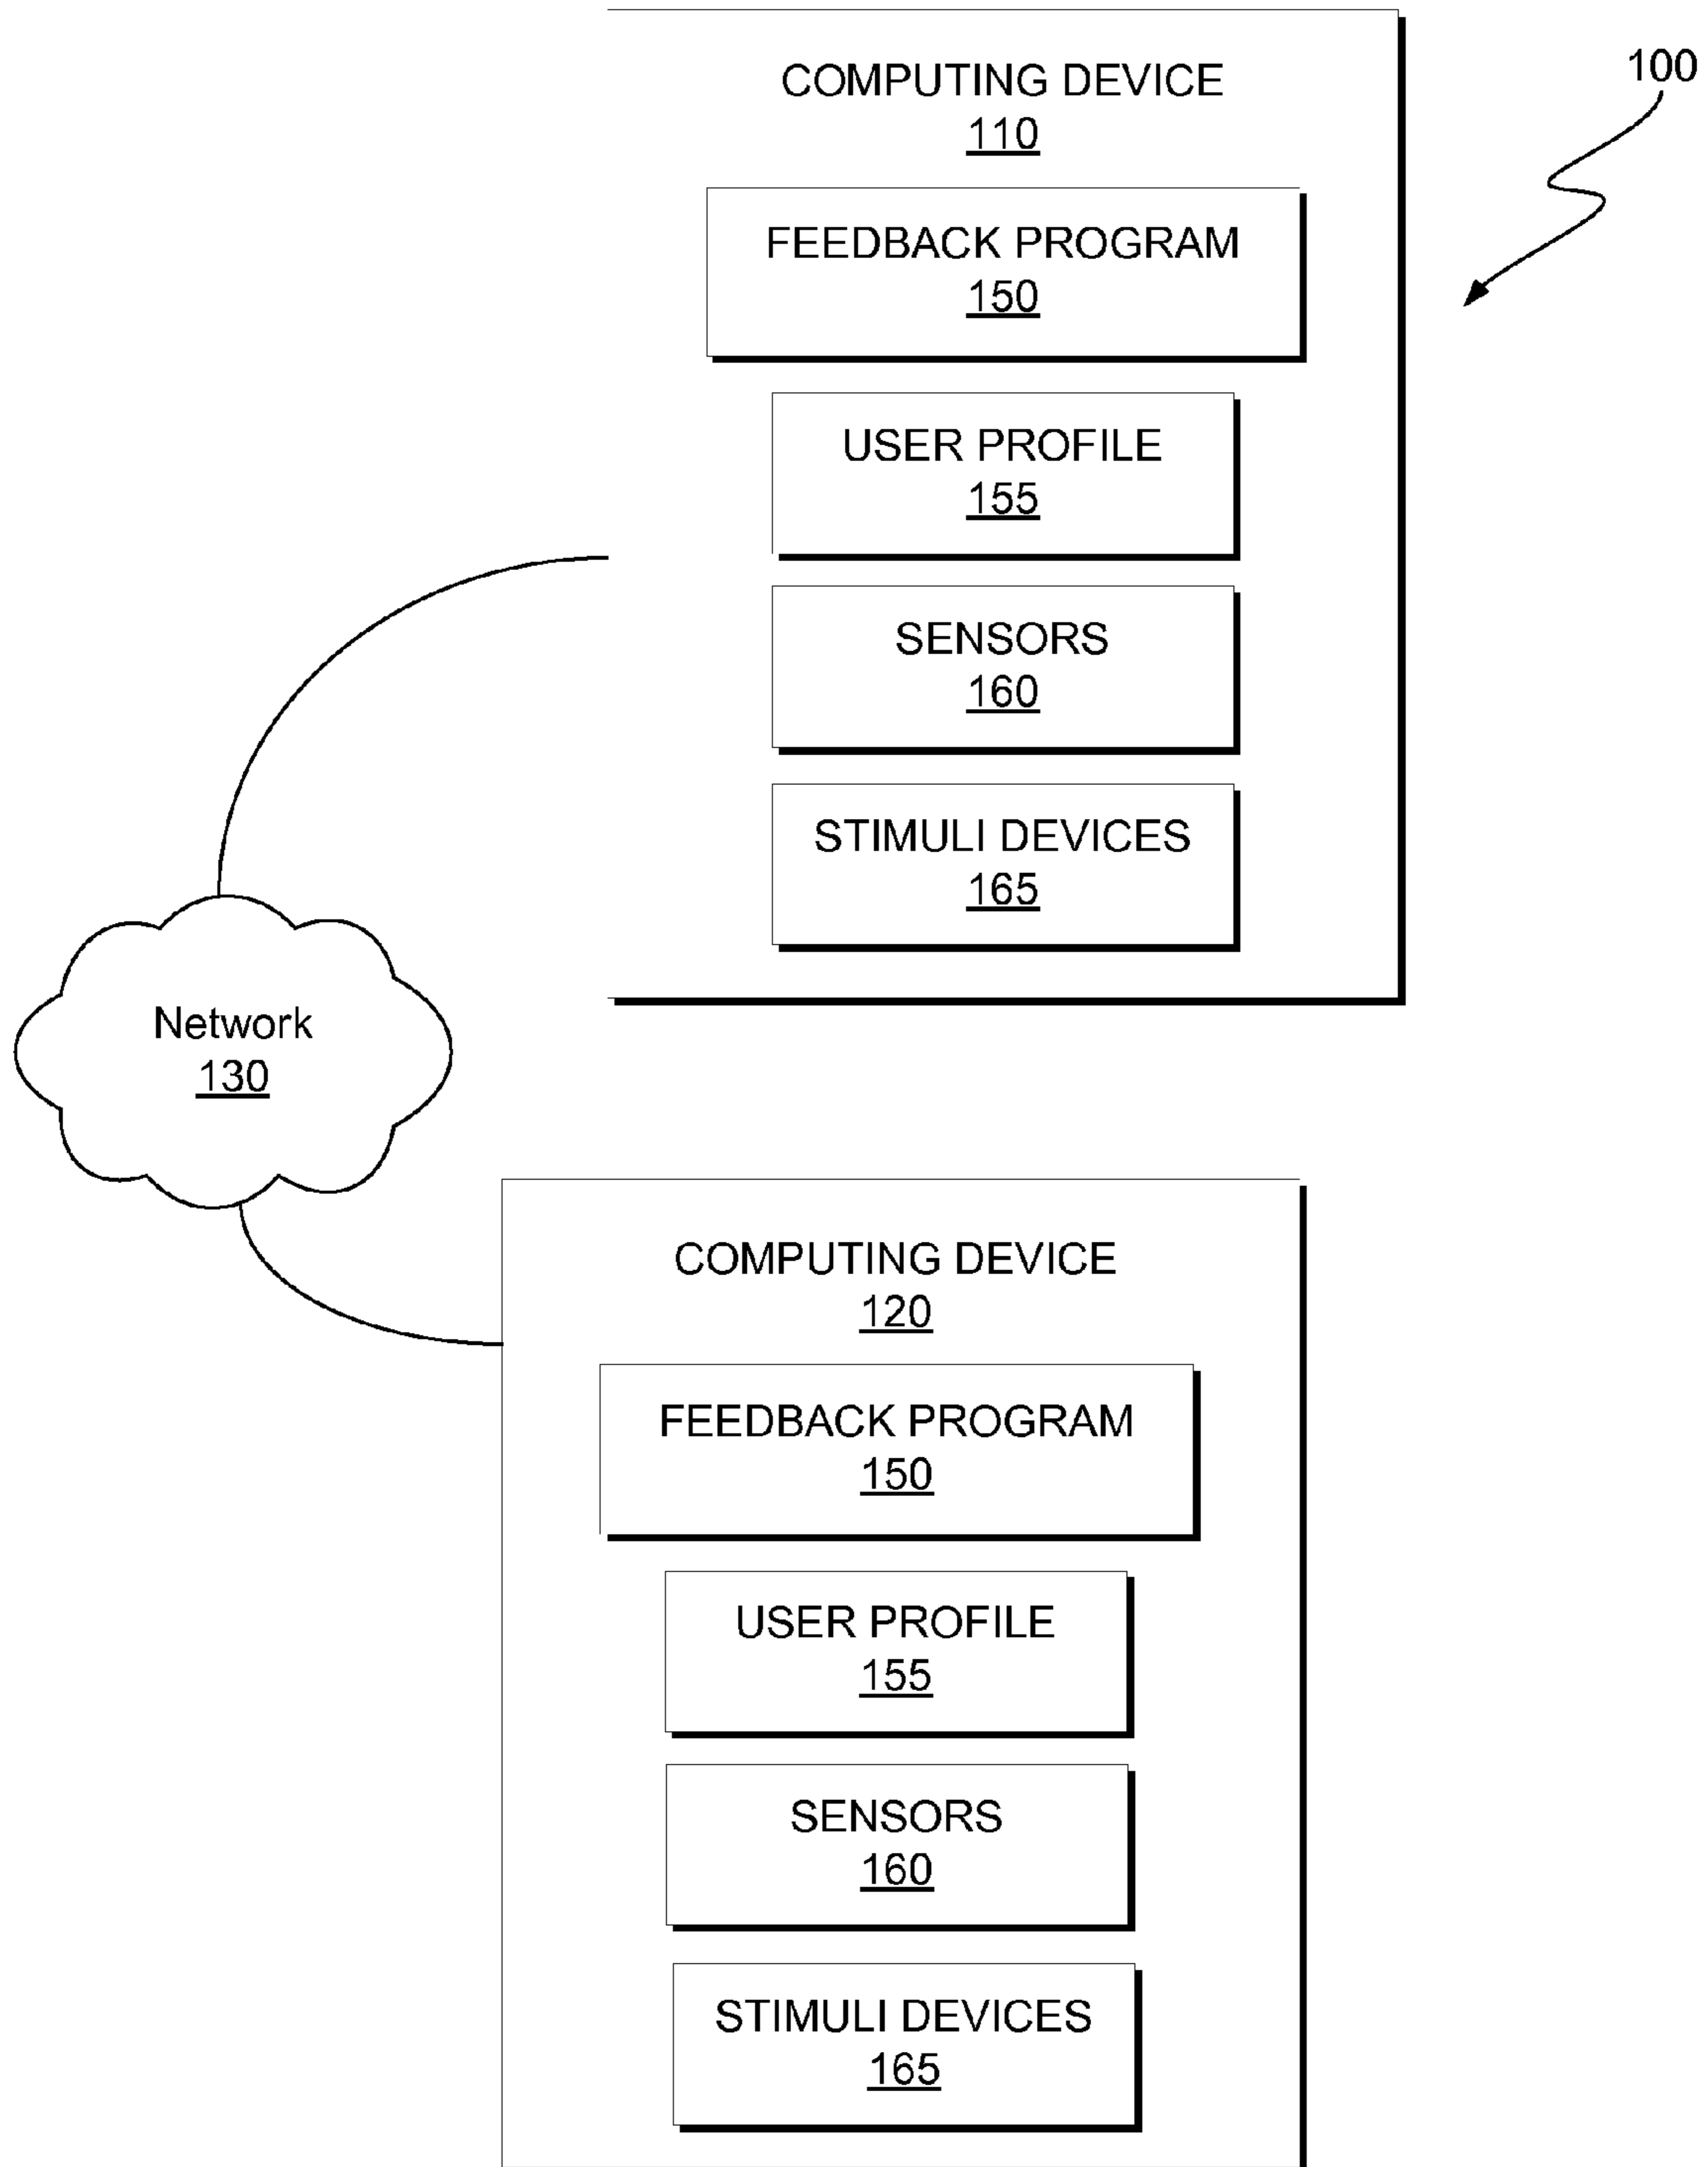 100
COMPUTING DEVICE
110
FEEDBACK PROGRAM
150
USER PROFILE
155
SENSORS
160
STIMULI DEVICES
165
Network
130
COMPUTING DEVICE
120
FEEDBACK PROGRAM
150
USER PROFILE
155
SENSORS
160
STIMULI DEVICES
165